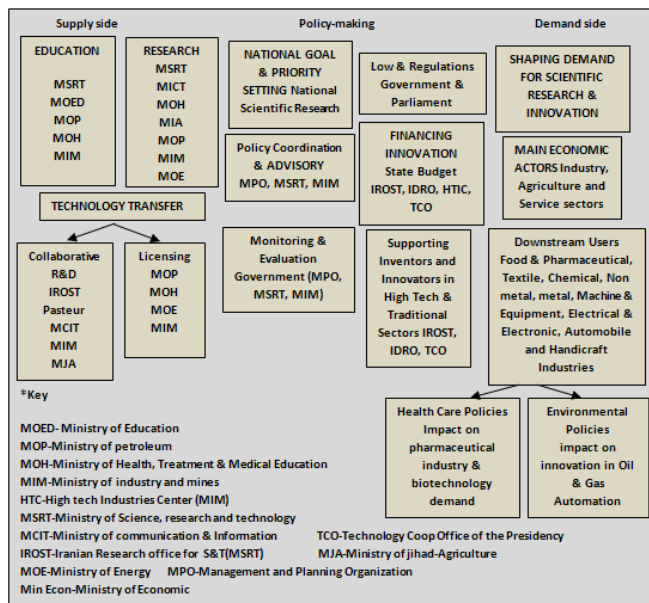 Supply side
Policy-making
Demand side
EDUCATION
MSRT
MOED
MOP
MOH
MIM
RESEARCH
MSRT
MICT
MOH
MIA
MOP
MIM
MOE
TECHNOLOGY TRANSFER
Collaborative
R&D
IROST
Pasteur
MCIT
MIM
MJA
Licensing
MOP
MOH
MOE
MIM
NATIONAL GOAL
& PRIORITY
SETTING National
Scientific Research
Policy Coordination
& ADVISORY
MPO, MSRT, MIM
Monitoring &
Evaluation
Government (MPO,
MSRT, MIM)
Low & Regulations
Government &
Parliament
FINANCING
INNOVATION
State Budget
IROST, IDRO, HTIC,
TCO
Supporting
Inventors and
Innovators in
High Tech &
Traditional
Sectors IROST,
IDRO, TCO
SHAPING DEMAND
FOR SCIENTIFIC
RESEARCH &
INNOVATION
MAIN ECONOMIC
ACTORS Industry,
Agriculture and
Service sectors
Downstream Users
Food & Pharmaceutical,
Textile, Chemical, Non
metal, metal, Machine &
Equipment, Electrical &
Electronic, Automobile
and Handicraft
Industries
Health Care Policies
Impact on
pharmaceutical
industry &
biotechnology
demand
Environmental
Policies
impact on
innovation in Oil
& Gas
Automation
*Key
MOED- Ministry of Education
MOP-Ministry of petroleum
MOH-Ministry of Health, Treatment & Medical Education
MIM-Ministry of industry and mines
HTC-High tech Industries Center (MIM)
MSRT-Ministry of Science, research and technology
MCIT-Ministry of communication & Information TCO-Technology Coop Office of the Presidency
IROST-Iranian Research office for S&T(MSRT) MJA-Ministry of jihad-Agriculture
MOE-Ministry of Energy MPO-Management and Planning Organization
Min Econ-Ministry of Economic